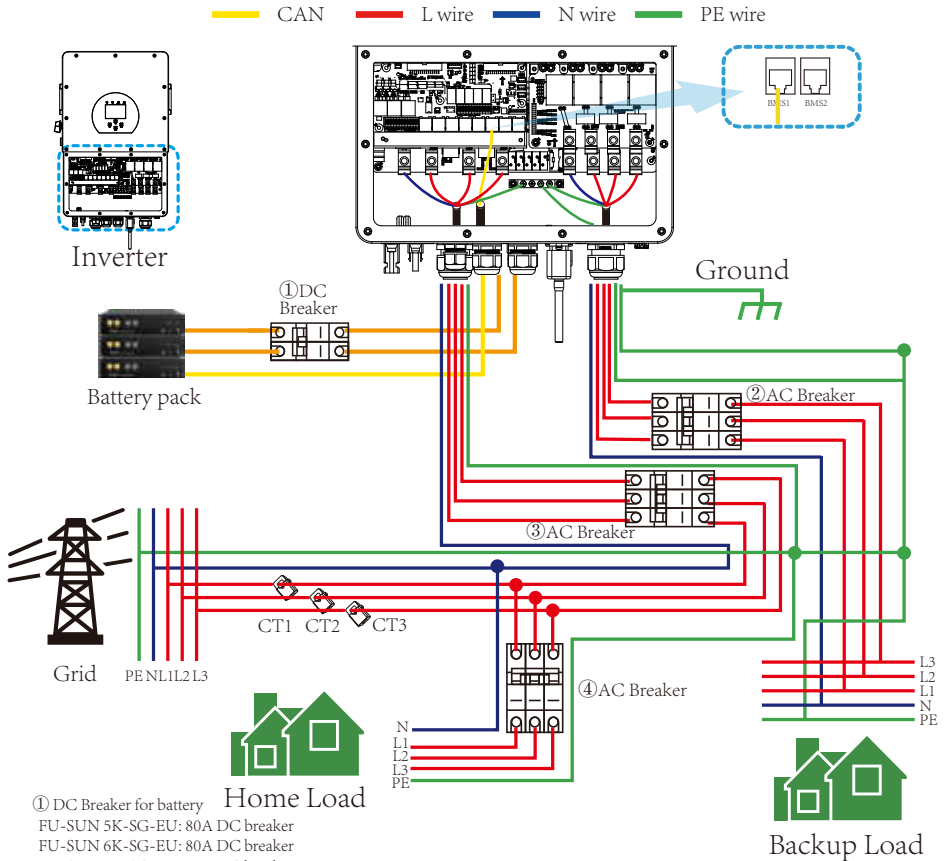 CAN L wire N wire PE wire
BMS1 BMS2
Inverter
Ground
①DC
Breaker
Battery pack
②AC Breaker
③AC Breaker
CT1 CT2 CT3
Grid
PE N L1 L2 L3
④AC Breaker
L3
L2
L1
N
PE
N
L1
L2
L3
PE
Home Load
Backup Load
① DC Breaker for battery
FU-SUN 5K-SG-EU: 80A DC breaker
FU-SUN 6K-SG-EU: 80A DC breaker